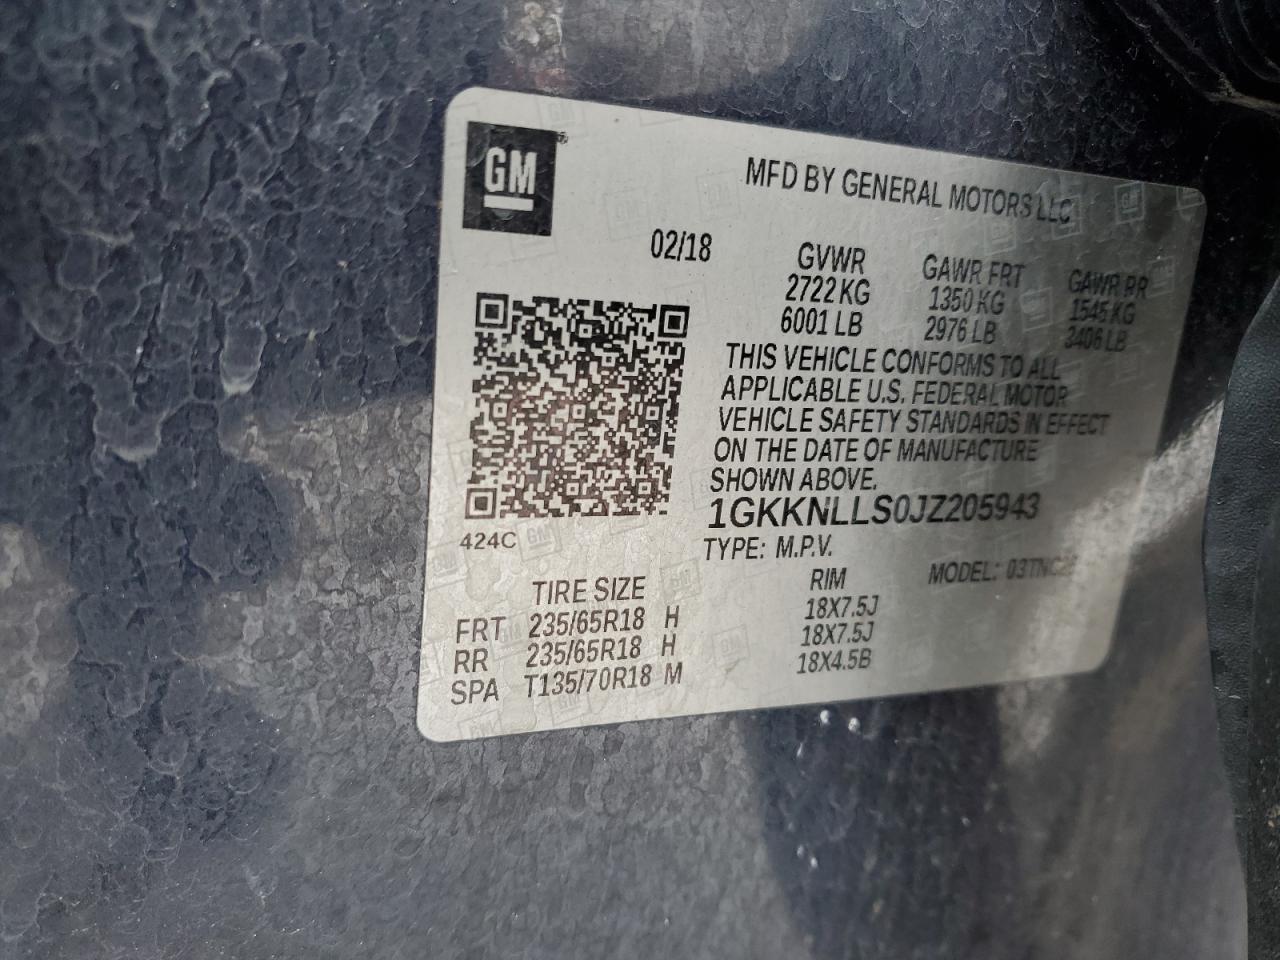 GM
MFD BY GENERAL MOTORS LLC
02/18
GVWR GAWR FRT GAWR RR
2722 KG 1350 KG 1545 KG
6001 LB 2976 LB 3406 LB
THIS VEHICLE CONFORMS TO ALL
APPLICABLE U.S. FEDERAL MOTOR
VEHICLE SAFETY STANDARDS IN EFFECT
ON THE DATE OF MANUFACTURE
SHOWN ABOVE.
1GKKNLLS0JZ205943
424C
TYPE: M.P.V.
MODEL:
TIRE SIZE RIM
FRT 235/65R18 H 18X7.5J
RR 235/65R18 H 18X7.5J
SPA T135/70R18 M 18X4.5B